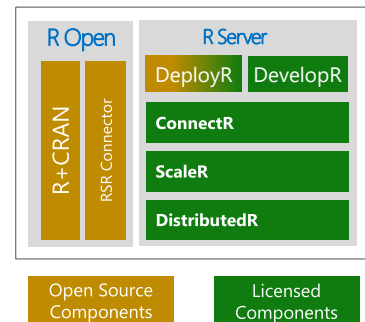 R Open
R Server
R+CRAN
RSR Connector
DeployR
DevelopR
ConnectR
ScaleR
DistributedR
Open Source
Components
Licensed
Components